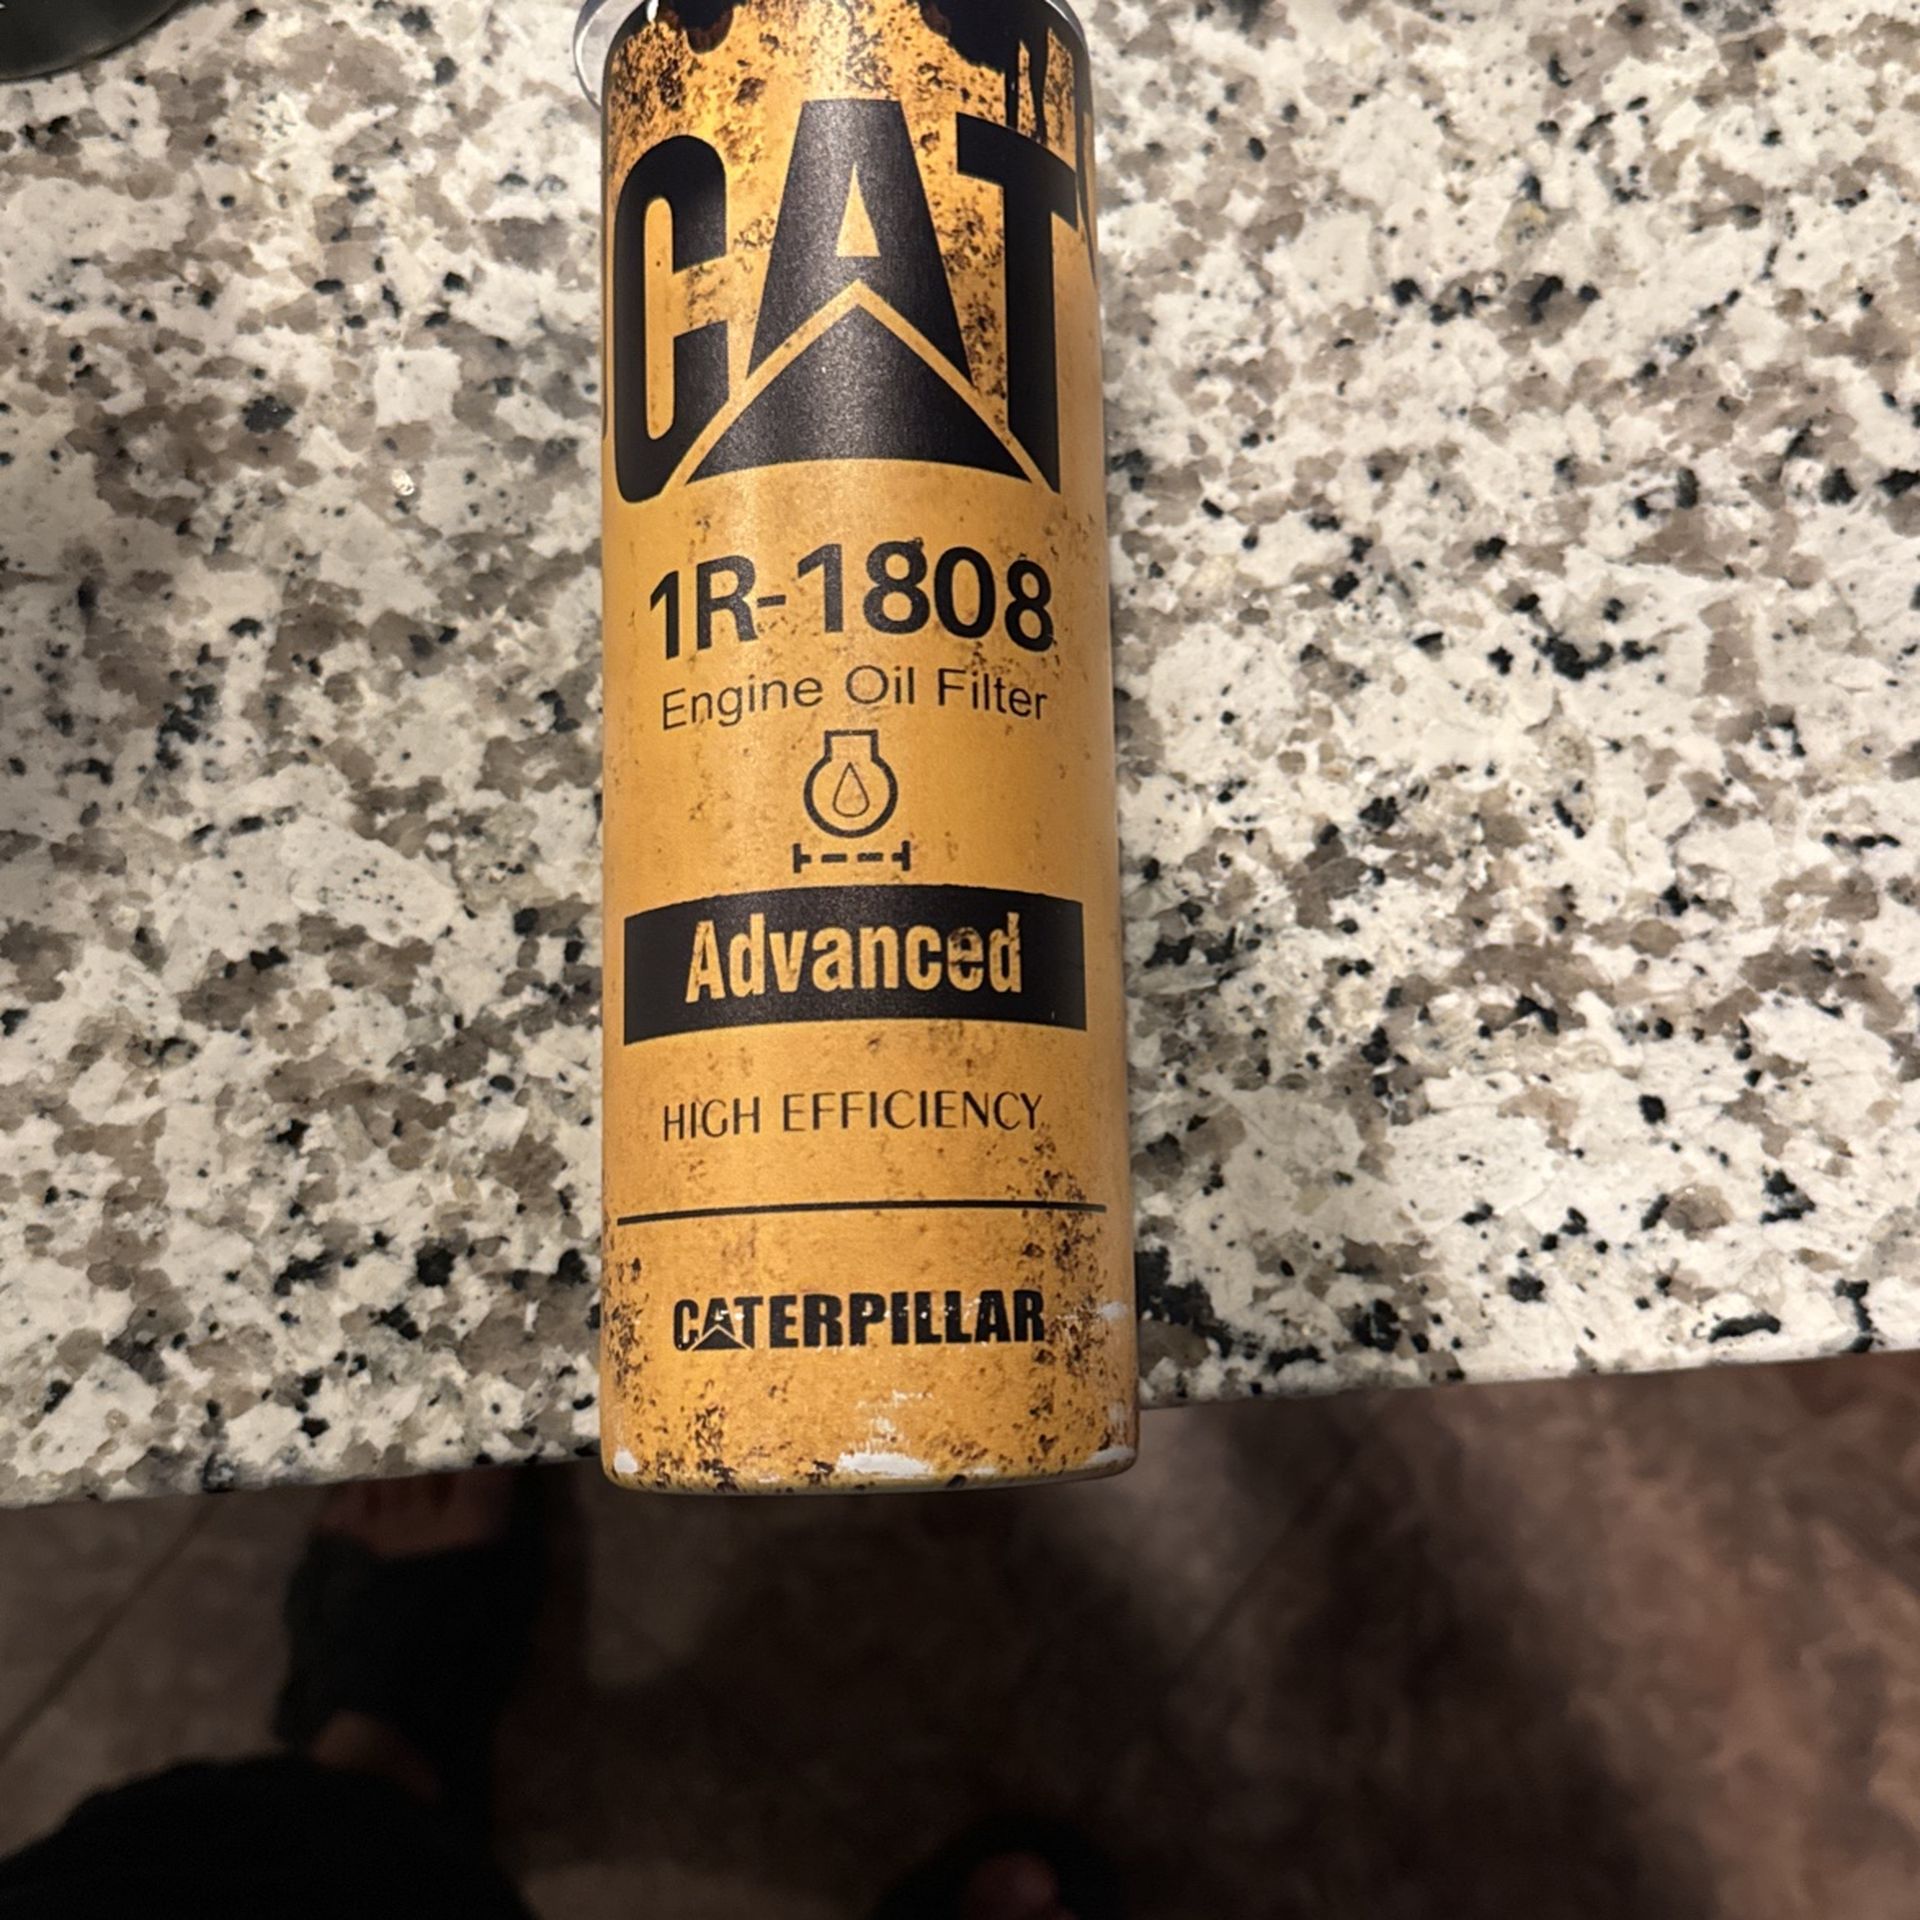 CAT
1R-1808
Engine Oil Filter
Advanced
HIGH EFFICIENCY
CATERPILLAR